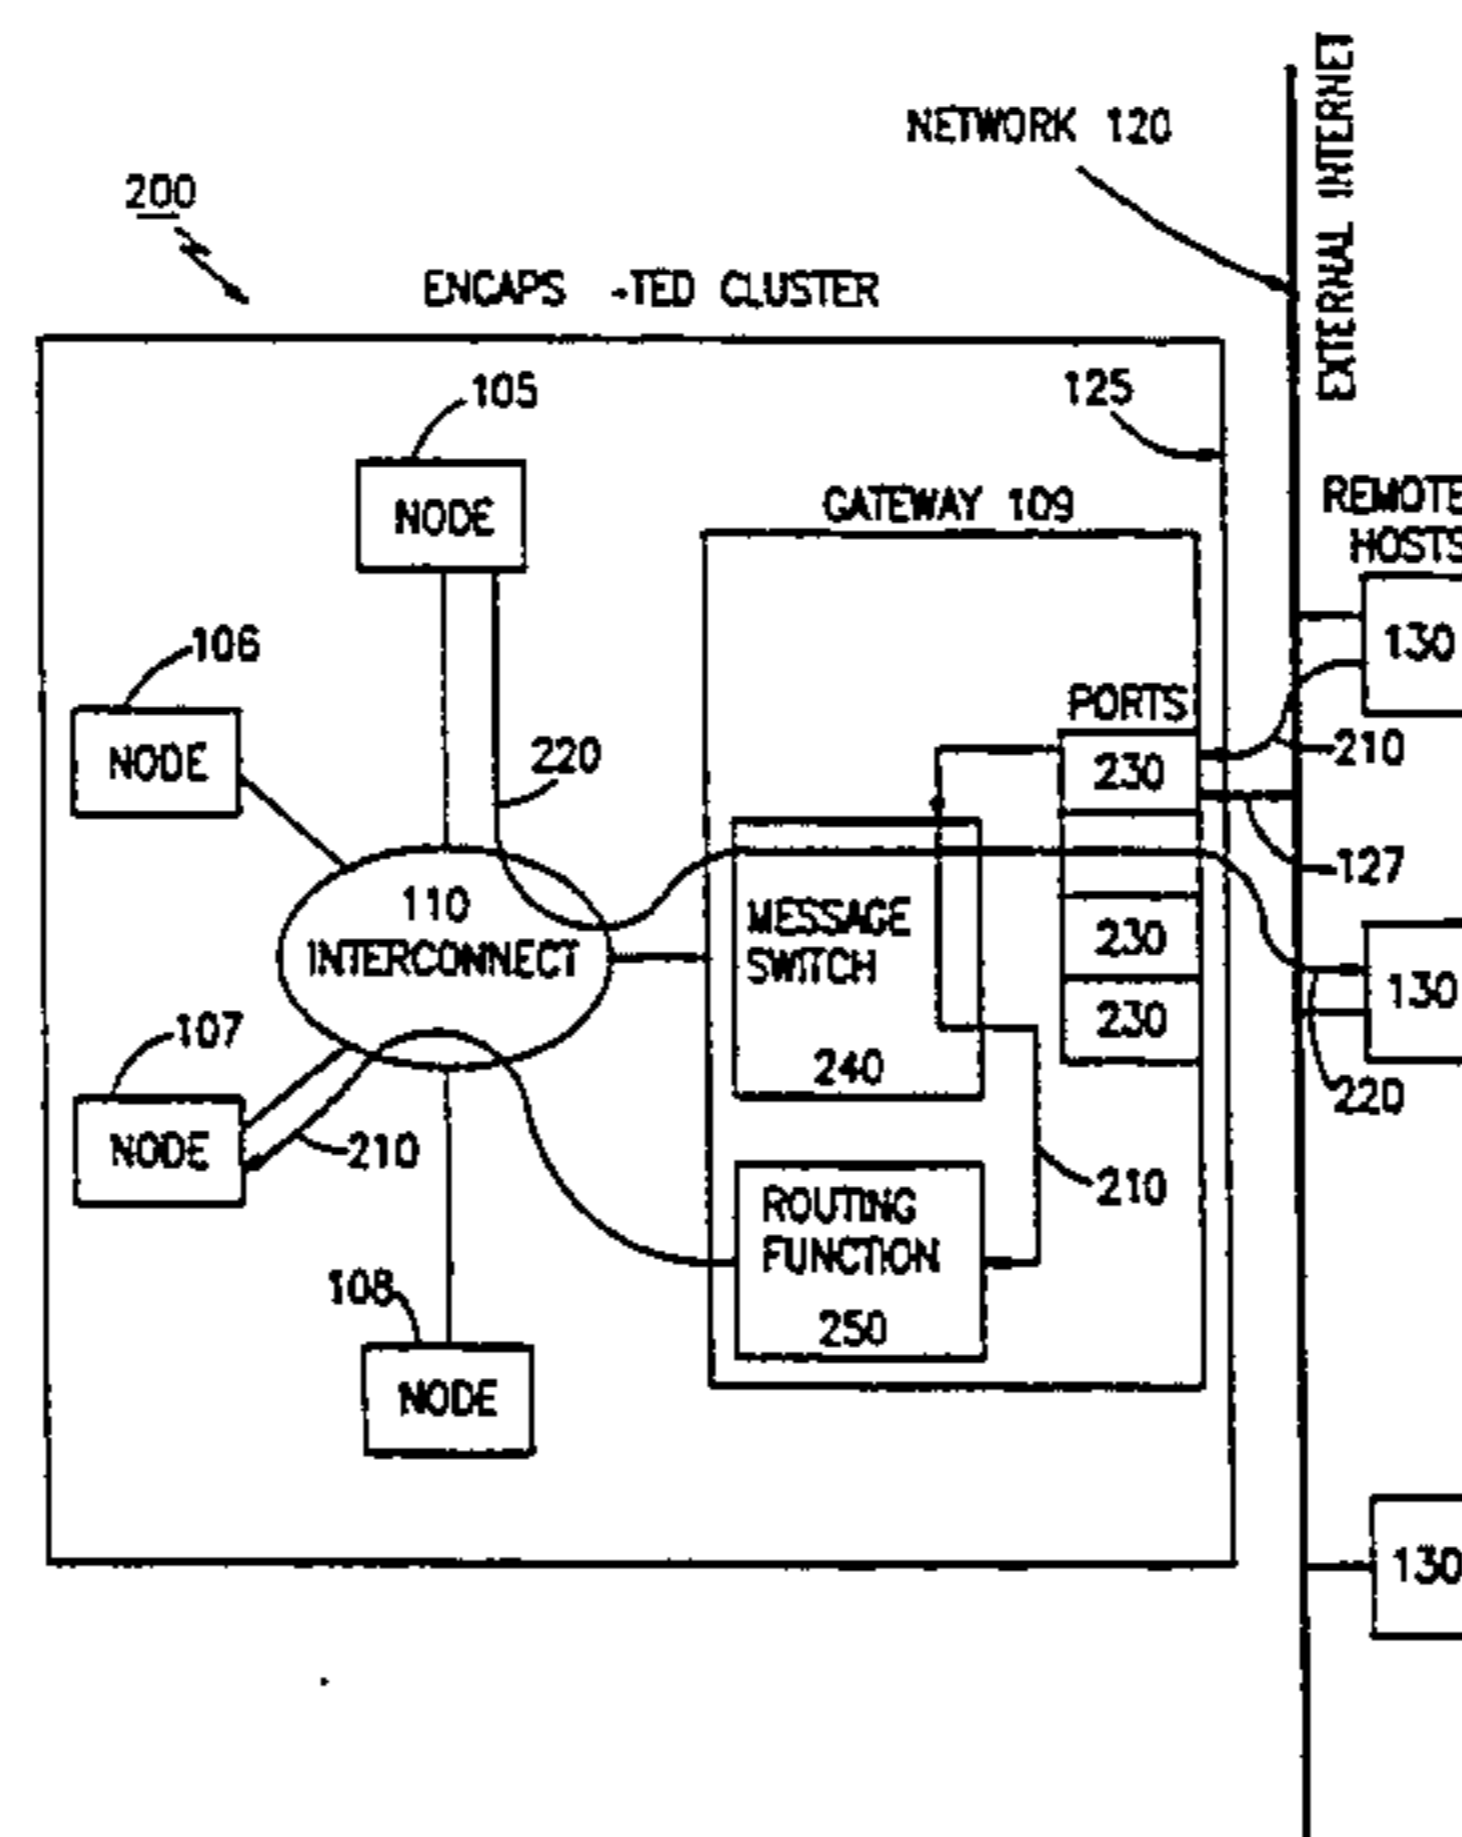 EXTERNAL INTERNET
NETWORK 120
200
ENCAPS -TED CLUSTER
105
125
NODE
GATEWAY 109
REMOTE
HOSTS
106
130
PORTS
NODE
220
230
210
127
110
INTERCONNECT
MESSAGE
SWITCH
230
130
107
230
240
220
NODE
210
210
ROUTING
FUNCTION
108
250
NODE
130